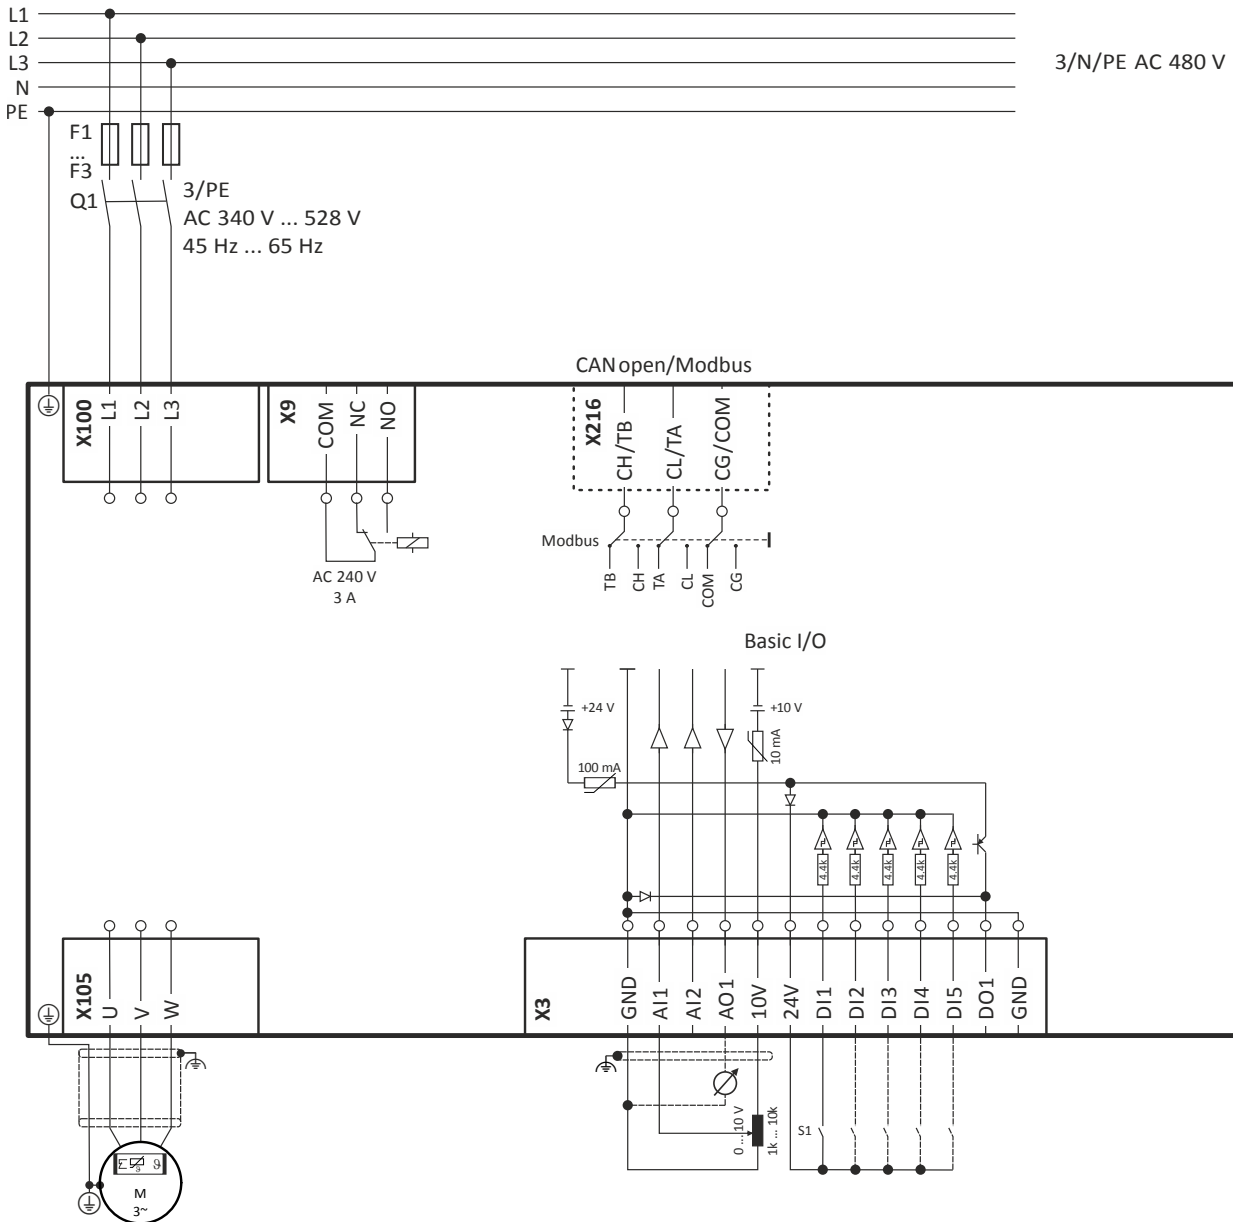 L1
L2
L3
N
PE
3/N/PE AC 480 V
F1
...
F3
Q1
3/PE
AC 340 V ... 528 V
45 Hz ... 65 Hz
CANopen/Modbus
X100
L1
L2
L3
X9
COM
NC
NO
X216
CH/TB
CL/TA
CG/COM
Modbus
TB
CH
TA
CL
COM
CG
AC 240 V
3 A
Basic I/O
+24 V
+10 V
10 mA
100 mA
4.4k
4.4k
4.4k
4.4k
4.4k
X105
U
V
W
X3
GND
AI1
AI2
AO1
10V
24V
DI1
DI2
DI3
DI4
DI5
DO1
GND
0 ... 10 V
1k ... 10k
S1
ϑ
M
3~